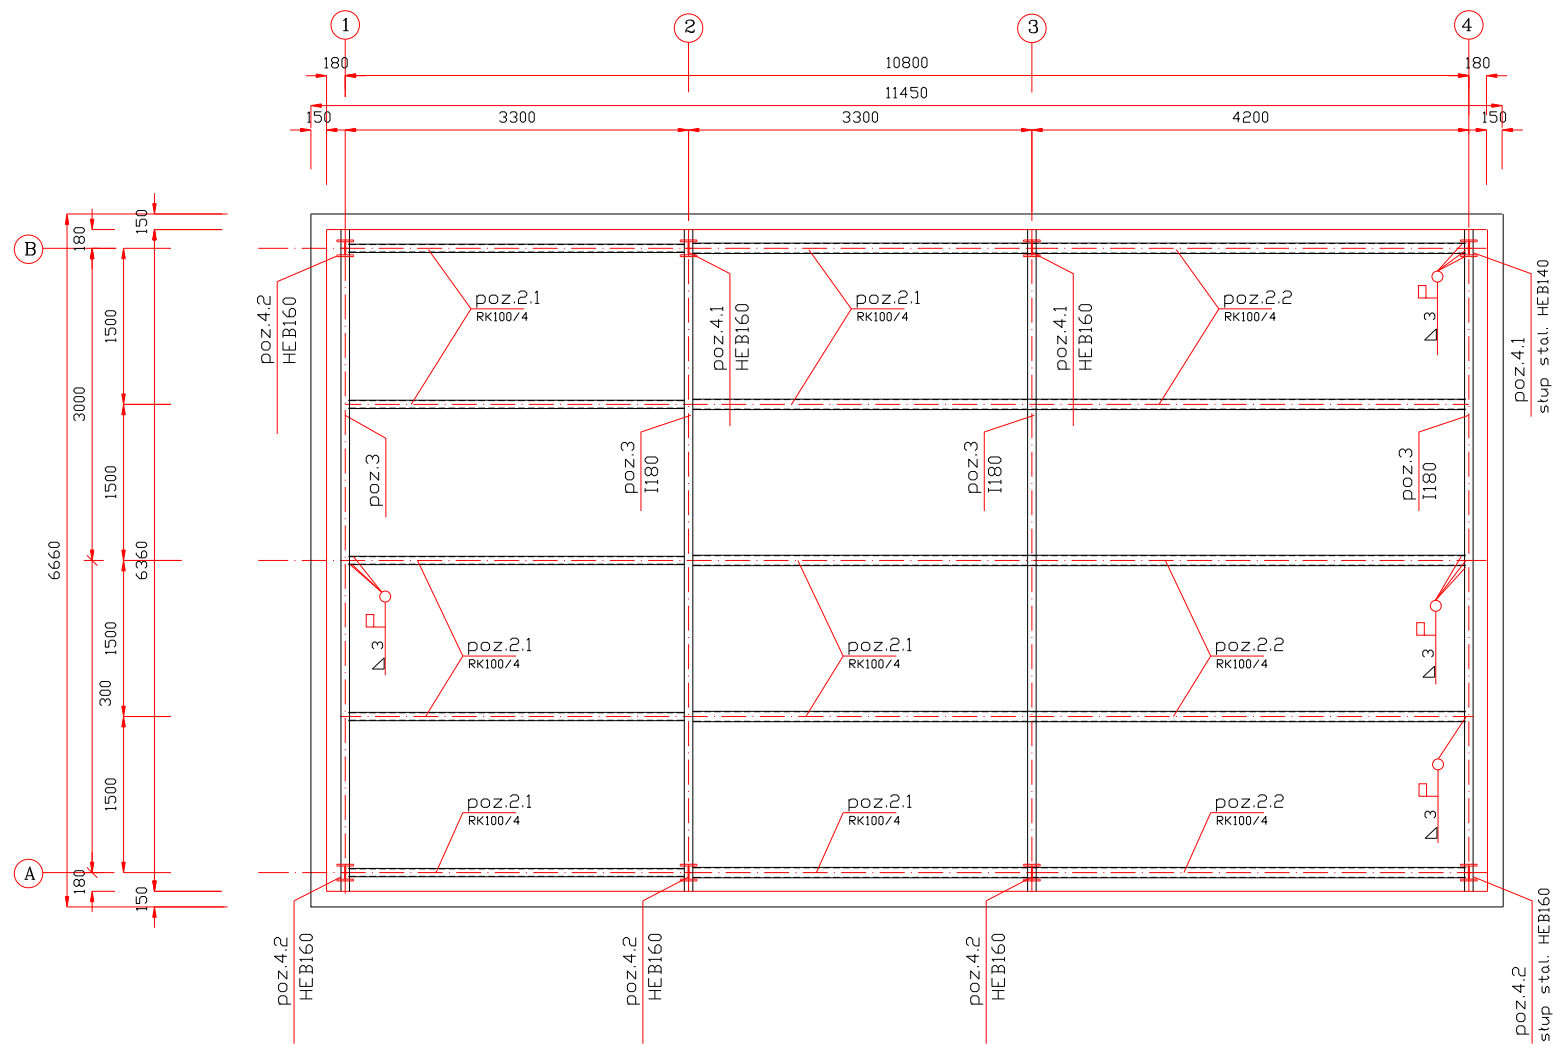 1
2
3
4
180
10800
180
11450
150
3300
3300
4200
150
B
A
150
180
1500
3000
1500
6660
6360
1500
300
1500
180
150
poz.4.2
HEB160
poz.2.1
RK100/4
poz.4.1
HEB160
poz.2.1
RK100/4
poz.4.1
HEB160
poz.2.2
RK100/4
3 P
poz.4.1
słup stal. HEB140
poz.3
poz.3
I180
poz.3
I180
poz.3
I180
3 P
poz.2.1
RK100/4
poz.2.1
RK100/4
poz.2.2
RK100/4
3 P
poz.2.1
RK100/4
poz.2.1
RK100/4
poz.2.2
RK100/4
3 P
poz.4.2
HEB160
poz.4.2
HEB160
poz.4.2
HEB160
poz.4.2
słup stal. HEB160